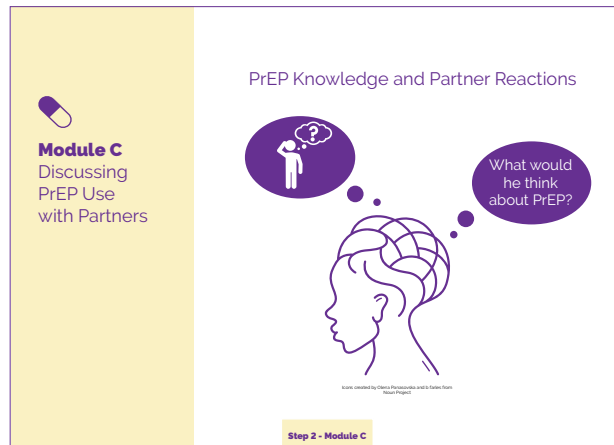 PrEP Knowledge and Partner Reactions
Module C
Discussing
PrEP Use
with Partners
?
What would
he think
about PrEP?
Icons created by Olena Panasovska and b farias from
Noun Project
Step 2 - Module C